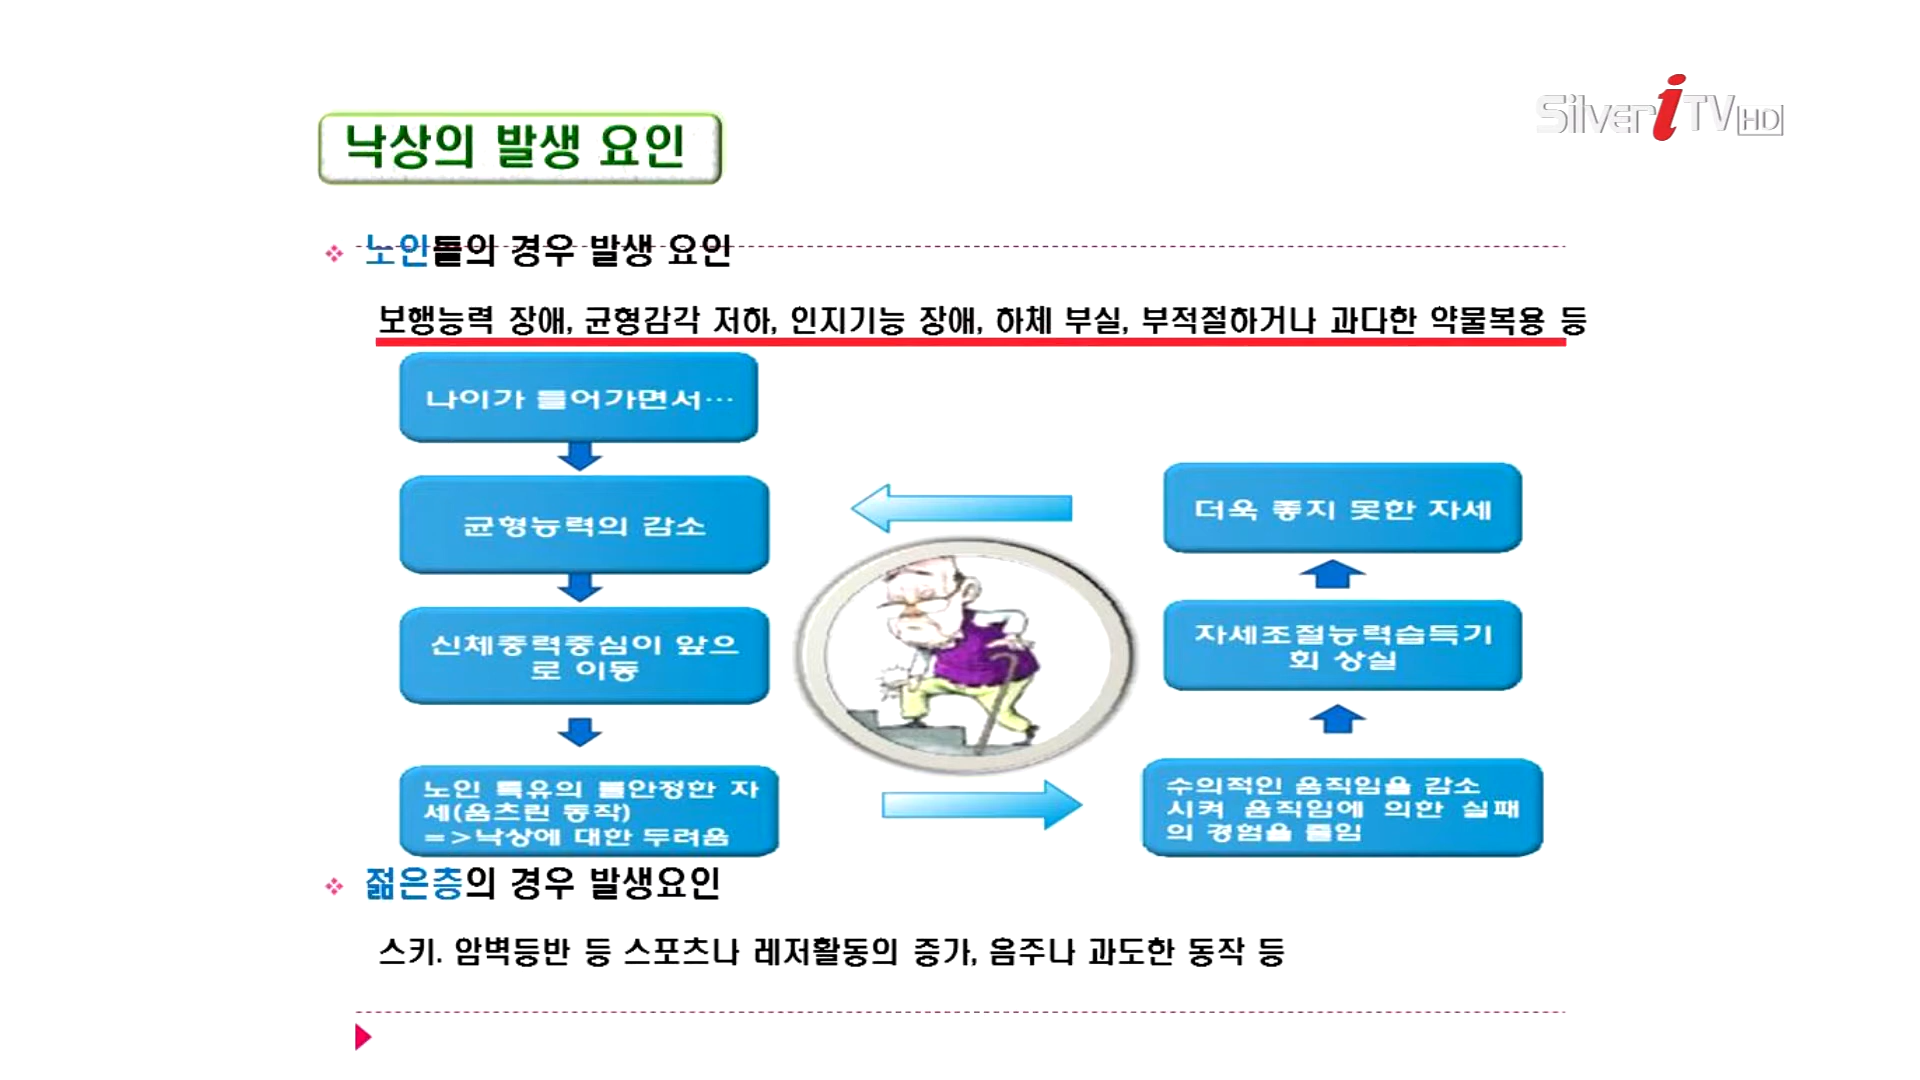 Silver i TV HD
낙상의 발생 요인
노인들의 경우 발생 요인
보행능력 장애, 균형감각 저하, 인지기능 장애, 하체 부실, 부적절하거나 과다한 약물복용 등
나이가 들어가면서…
균형능력의 감소
신체중력중심이 앞으
로 이동
노인 특유의 불안정한 자
세(움츠린 동작)
=>낙상에 대한 두려움
수의적인 움직임을 감소
시켜 움직임에 의한 실패
의 경험을 줄임
자세조절능력습득기
회 상실
더욱 좋지 못한 자세
젊은층의 경우 발생요인
스키. 암벽등반 등 스포츠나 레저활동의 증가, 음주나 과도한 동작 등